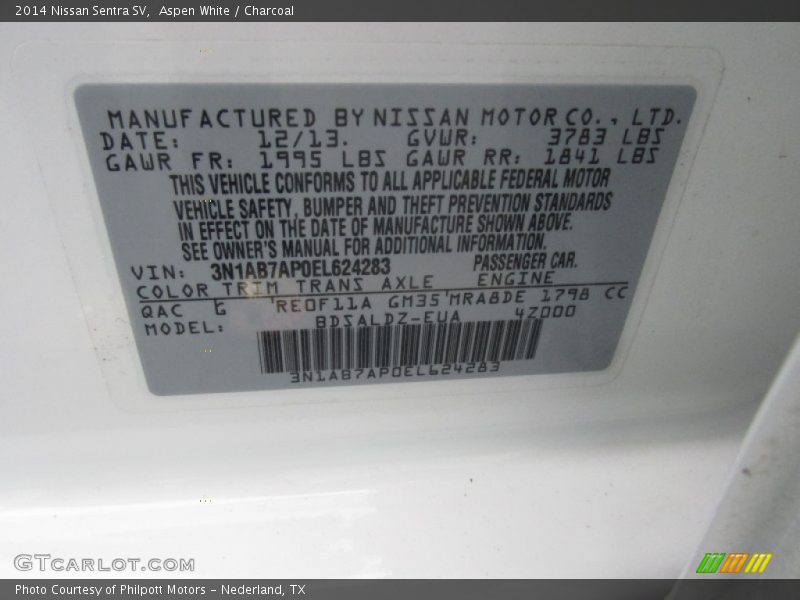 2014 Nissan Sentra SV,  Aspen White / Charcoal
MANUFACTURED BY NISSAN MOTOR CO., LTD.
DATE: 12/13. GVWR: 3783 LBS
GAWR FR: 1995 LBS GAWR RR: 1841 LBS
THIS VEHICLE CONFORMS TO ALL APPLICABLE FEDERAL MOTOR
VEHICLE SAFETY, BUMPER AND THEFT PREVENTION STANDARDS
IN EFFECT ON THE DATE OF MANUFACTURE SHOWN ABOVE.
SEE OWNER'S MANUAL FOR ADDITIONAL INFORMATION.
VIN: 3N1AB7AP0EL624283 PASSENGER CAR.
COLOR TRIM TRANS AXLE ENGINE
QAC G RE0F11A GM35 MRA8DE 1798 CC
MODEL: BDSALDZ-EUA 4Z000
3N1AB7AP0EL624283
GTCarLot.com
Photo Courtesy of Philpott Motors - Nederland, TX